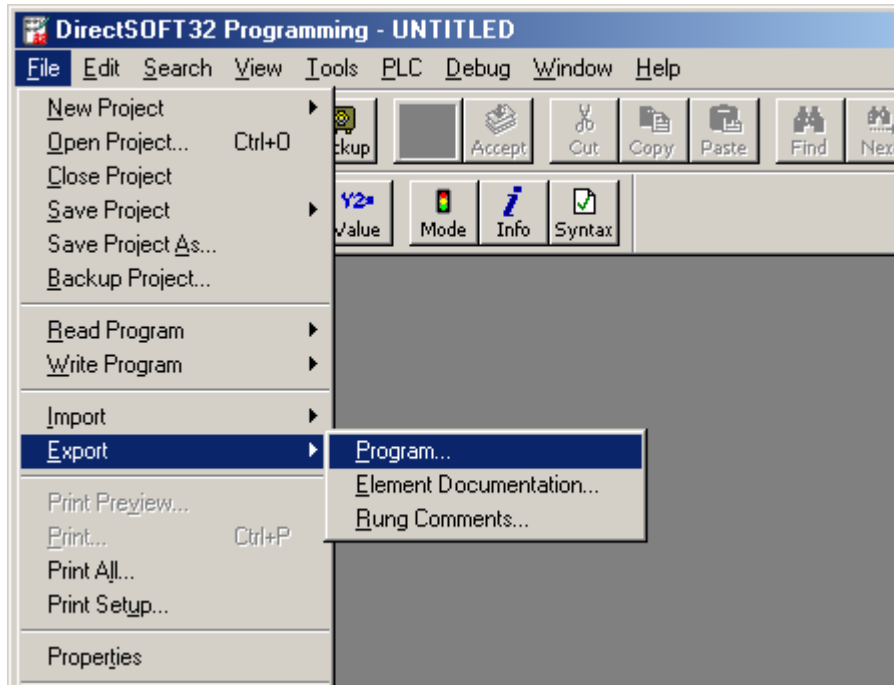 DirectSOFT32 Programming - UNTITLED
File Edit Search View Tools PLC Debug Window Help
New Project
Open Project... Ctrl+O
Close Project
Save Project
Save Project As...
Backup Project...
Read Program
Write Program
Import
Export
Print Preview...
Print... Ctrl+P
Print All...
Print Setup...
Properties
Accept Cut Copy Paste Find
Y2=
Value Mode Info Syntax
Program...
Element Documentation...
Rung Comments...